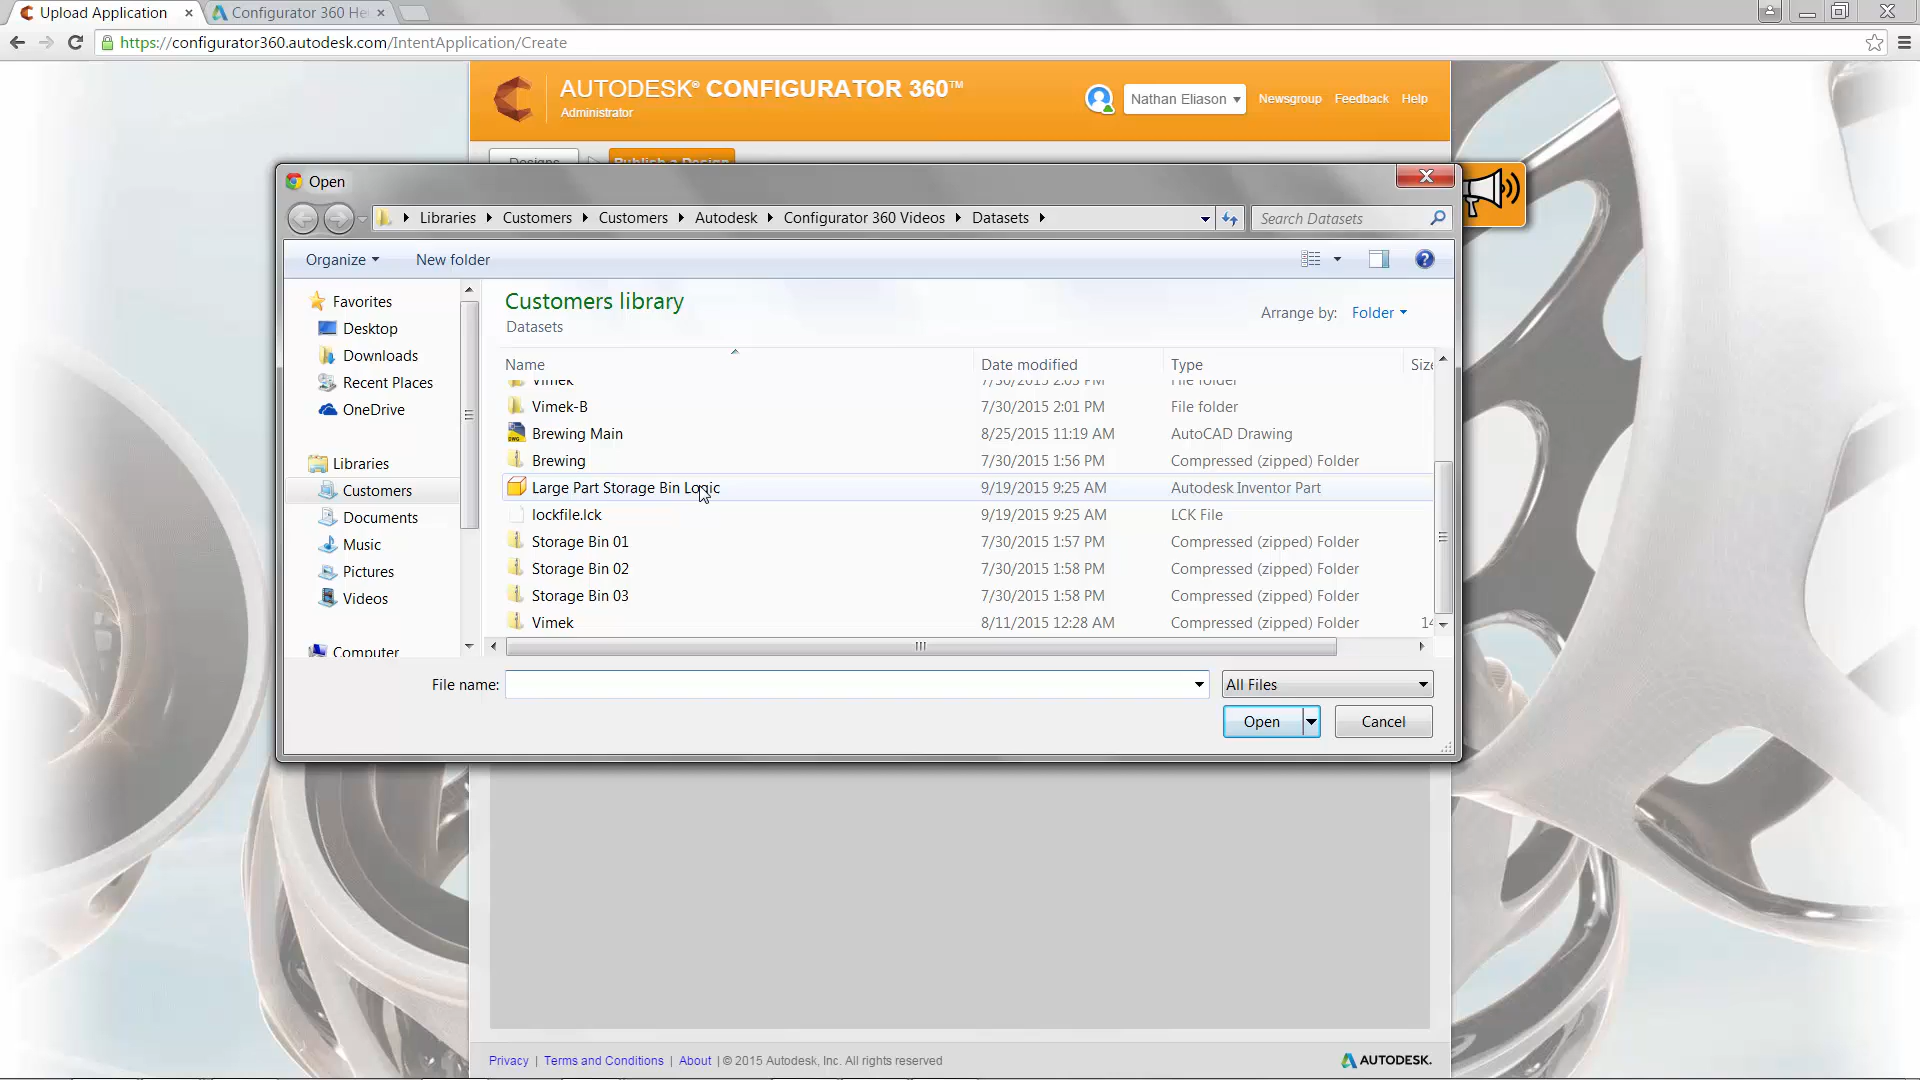 Upload Application
Configurator 360 He
https://configurator360.autodesk.com/IntentApplication/Create
AUTODESK® CONFIGURATOR 360™
Administrator
Nathan Eliason
Newsgroup
Feedback
Help
Designs
Publish a Design
Open
Libraries
Customers
Customers
Autodesk
Configurator 360 Videos
Datasets
Search Datasets
Organize
New folder
Favorites
Desktop
Downloads
Recent Places
OneDrive
Libraries
Customers
Documents
Music
Pictures
Videos
Computer
Customers library
Datasets
Arrange by: Folder
Name Date modified Type Size
Vimek 7/30/2015 2:03 PM File folder
Vimek-B 7/30/2015 2:01 PM File folder
Brewing Main 8/25/2015 11:19 AM AutoCAD Drawing
Brewing 7/30/2015 1:56 PM Compressed (zipped) Folder
Large Part Storage Bin Logic 9/19/2015 9:25 AM Autodesk Inventor Part
lockfile.lck 9/19/2015 9:25 AM LCK File
Storage Bin 01 7/30/2015 1:57 PM Compressed (zipped) Folder
Storage Bin 02 7/30/2015 1:58 PM Compressed (zipped) Folder
Storage Bin 03 7/30/2015 1:58 PM Compressed (zipped) Folder
Vimek 8/11/2015 12:28 AM Compressed (zipped) Folder 14
File name:
All Files
Open
Cancel
Privacy | Terms and Conditions | About | © 2015 Autodesk, Inc. All rights reserved
AUTODESK.